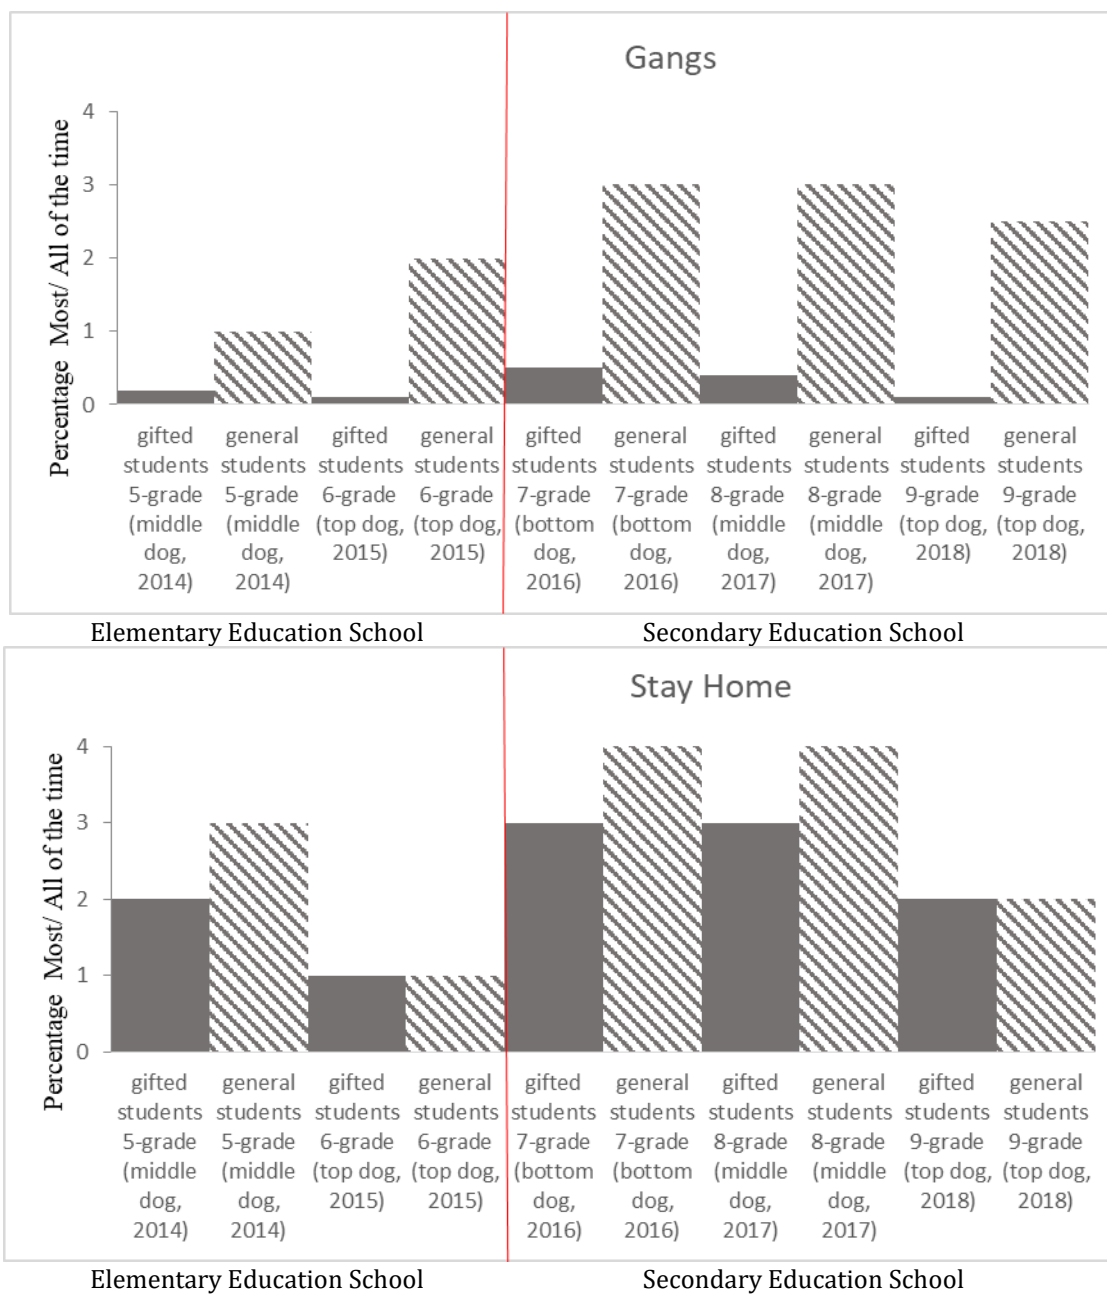 Gangs
Percentage Most/ All of the time
4
3
2
1
0
gifted students 5-grade (middle dog, 2014)
general students 5-grade (middle dog, 2014)
gifted students 6-grade (top dog, 2015)
general students 6-grade (top dog, 2015)
gifted students 7-grade (bottom dog, 2016)
general students 7-grade (bottom dog, 2016)
gifted students 8-grade (middle dog, 2017)
general students 8-grade (middle dog, 2017)
gifted students 9-grade (top dog, 2018)
general students 9-grade (top dog, 2018)
Elementary Education School
Secondary Education School
Stay Home
Percentage Most/ All of the time
4
3
2
1
0
gifted students 5-grade (middle dog, 2014)
general students 5-grade (middle dog, 2014)
gifted students 6-grade (top dog, 2015)
general students 6-grade (top dog, 2015)
gifted students 7-grade (bottom dog, 2016)
general students 7-grade (bottom dog, 2016)
gifted students 8-grade (middle dog, 2017)
general students 8-grade (middle dog, 2017)
gifted students 9-grade (top dog, 2018)
general students 9-grade (top dog, 2018)
Elementary Education School
Secondary Education School